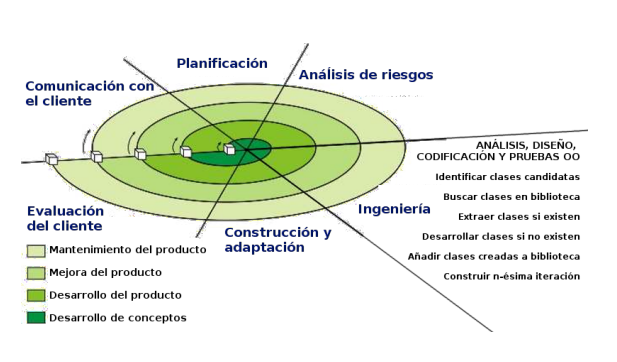 Planificación
Análisis de riesgos
Comunicación con
el cliente
ANÁLISIS, DISEÑO,
CODIFICACIÓN Y PRUEBAS OO
Identificar clases candidatas
Buscar clases en biblioteca
Extraer clases si existen
Desarrollar clases si no existen
Añadir clases creadas a biblioteca
Construir n-ésima iteración
Ingeniería
Construcción y
adaptación
Evaluación
del cliente
Mantenimiento del producto
Mejora del producto
Desarrollo del producto
Desarrollo de conceptos